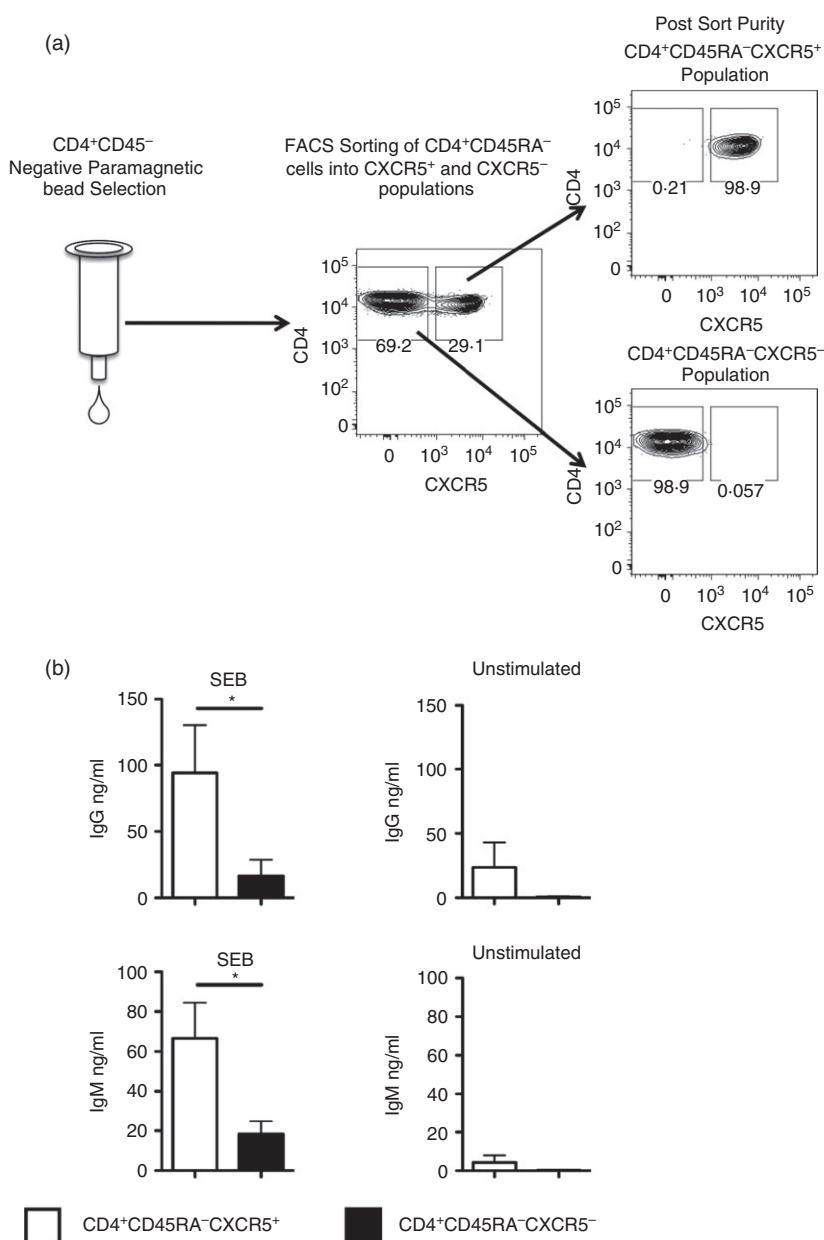 (a)
CD4⁺CD45⁻
Negative Paramagnetic
bead Selection
FACS Sorting of CD4⁺CD45RA⁻
cells into CXCR5⁺ and CXCR5⁻
populations
CD4
10⁵
10⁴
10³
10²
0
69·2
29·1
0 10³ 10⁴ 10⁵
CXCR5
Post Sort Purity
CD4⁺CD45RA⁻CXCR5⁺
Population
CD4
10⁵
10⁴
10³
10²
0
0·21
98·9
0 10³ 10⁴ 10⁵
CXCR5
CD4⁺CD45RA⁻CXCR5⁻
Population
CD4
10⁵
10⁴
10³
10²
0
98·9
0·057
0 10³ 10⁴ 10⁵
CXCR5
(b)
SEB
*
IgG ng/ml
150
100
50
0
Unstimulated
IgG ng/ml
150
100
50
0
SEB
*
IgM ng/ml
100
80
60
40
20
0
Unstimulated
IgM ng/ml
100
80
60
40
20
0
CD4⁺CD45RA⁻CXCR5⁺
CD4⁺CD45RA⁻CXCR5⁻